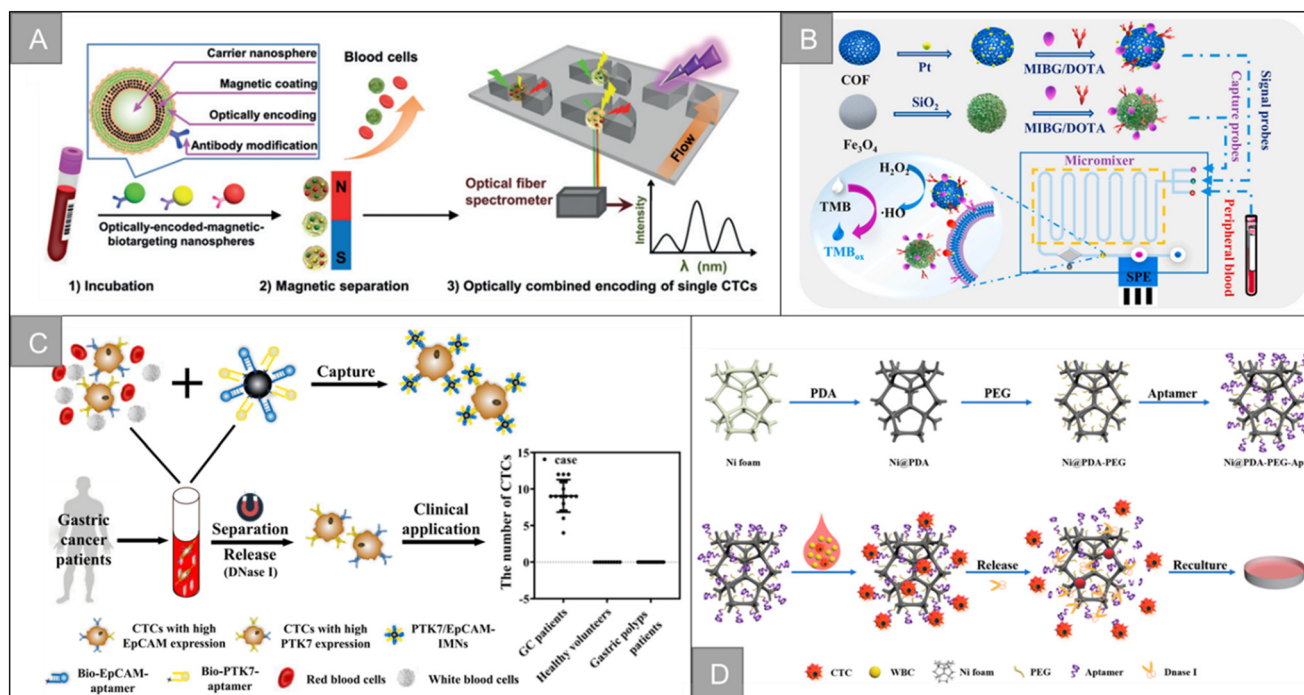 A
Carrier nanosphere
Magnetic coating
Optically encoding
Antibody modification
Blood cells
Optically-encoded-magnetic-
biotargeting nanospheres
N
S
Optical fiber
spectrometer
Flow
Intensity
λ (nm)
1) Incubation
2) Magnetic separation
3) Optically combined encoding of single CTCs
B
COF
Pt
MIBG/DOTA
Fe3O4
SiO2
MIBG/DOTA
Signal probes
Capture probes
Micromixer
H2O2
TMB
·HO
TMBox
SPE
Peripheral blood
C
Capture
Gastric
cancer
patients
Separation
Release
(DNase I)
Clinical
application
The number of CTCs
15
10
5
0
-5
case
GC patients
Healthy volunteers
Gastric polyps
patients
CTCs with high
EpCAM expression
CTCs with high
PTK7 expression
PTK7/EpCAM-
IMNs
Bio-EpCAM-
aptamer
Bio-PTK7-
aptamer
Red blood cells
White blood cells
PDA
PEG
Aptamer
Ni foam
Ni@PDA
Ni@PDA-PEG
Ni@PDA-PEG-Ap
Release
Reculture
D
CTC
WBC
Ni foam
PEG
Aptamer
Dnase I